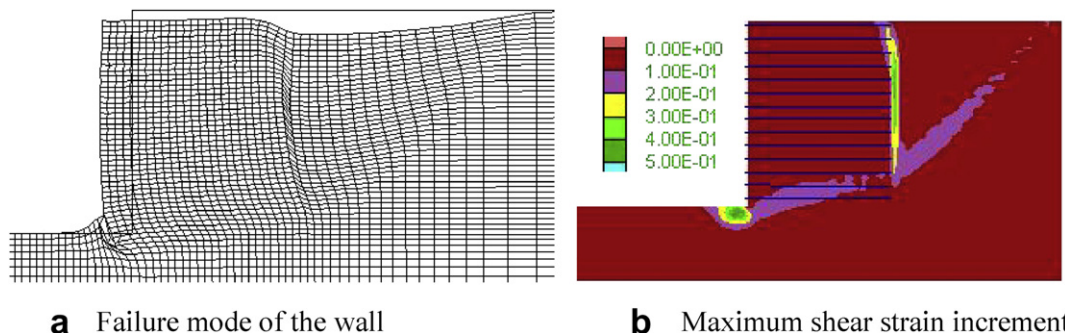 0.00E+00
1.00E-01
2.00E-01
3.00E-01
4.00E-01
5.00E-01
a Failure mode of the wall
b Maximum shear strain increment